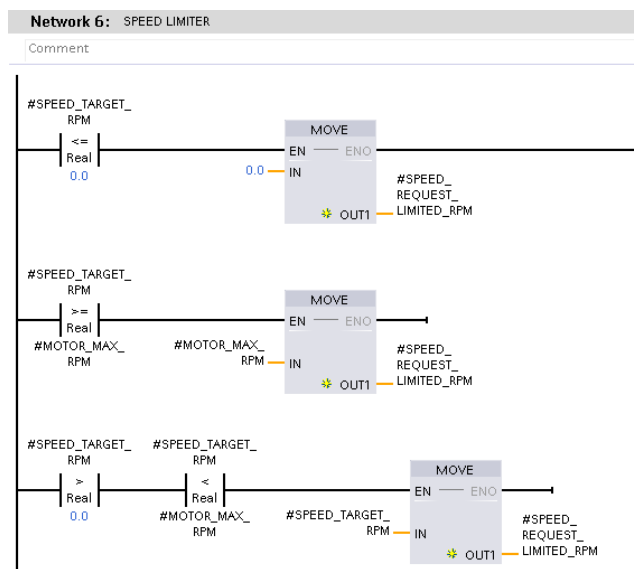 Network 6: SPEED LIMITER
Comment
#SPEED_TARGET_
RPM
<=
Real
0.0
MOVE
EN ENO
0.0 IN
OUT1
#SPEED_
REQUEST_
LIMITED_RPM
#SPEED_TARGET_
RPM
>=
Real
#MOTOR_MAX_
RPM
MOVE
EN ENO
#MOTOR_MAX_
RPM IN
OUT1
#SPEED_
REQUEST_
LIMITED_RPM
#SPEED_TARGET_
RPM
>
Real
0.0
#SPEED_TARGET_
RPM
<
Real
#MOTOR_MAX_
RPM
MOVE
EN ENO
#SPEED_TARGET_
RPM IN
OUT1
#SPEED_
REQUEST_
LIMITED_RPM